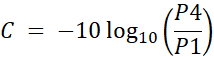 C = −10 log₁₀ (P4/P1)